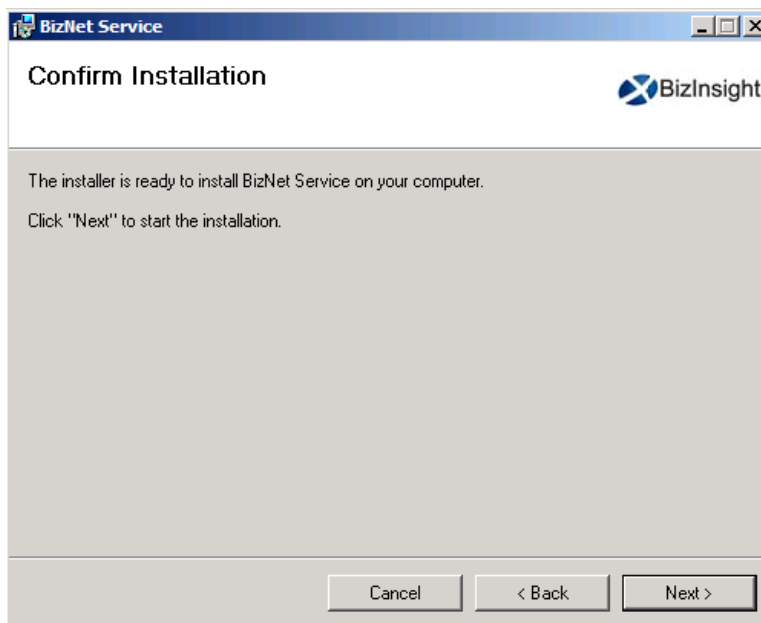 BizNet Service
Confirm Installation
BizInsight
The installer is ready to install BizNet Service on your computer.
Click "Next" to start the installation.
Cancel
< Back
Next >